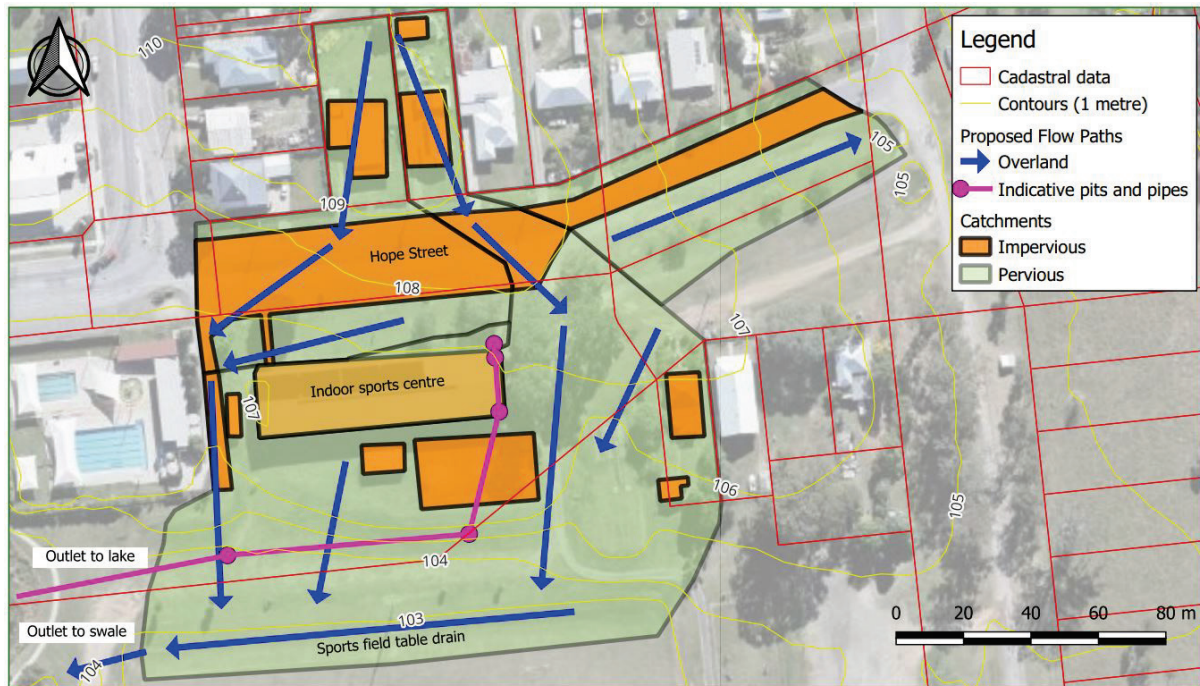 110
Legend
Cadastral data
Contours (1 metre)
Proposed Flow Paths
Overland
Indicative pits and pipes
Catchments
Impervious
Pervious
105
105
109
Hope Street
108
107
Indoor sports centre
107
106
105
Outlet to lake
104
103
Sports field table drain
Outlet to swale
104
0 20 40 60 80 m